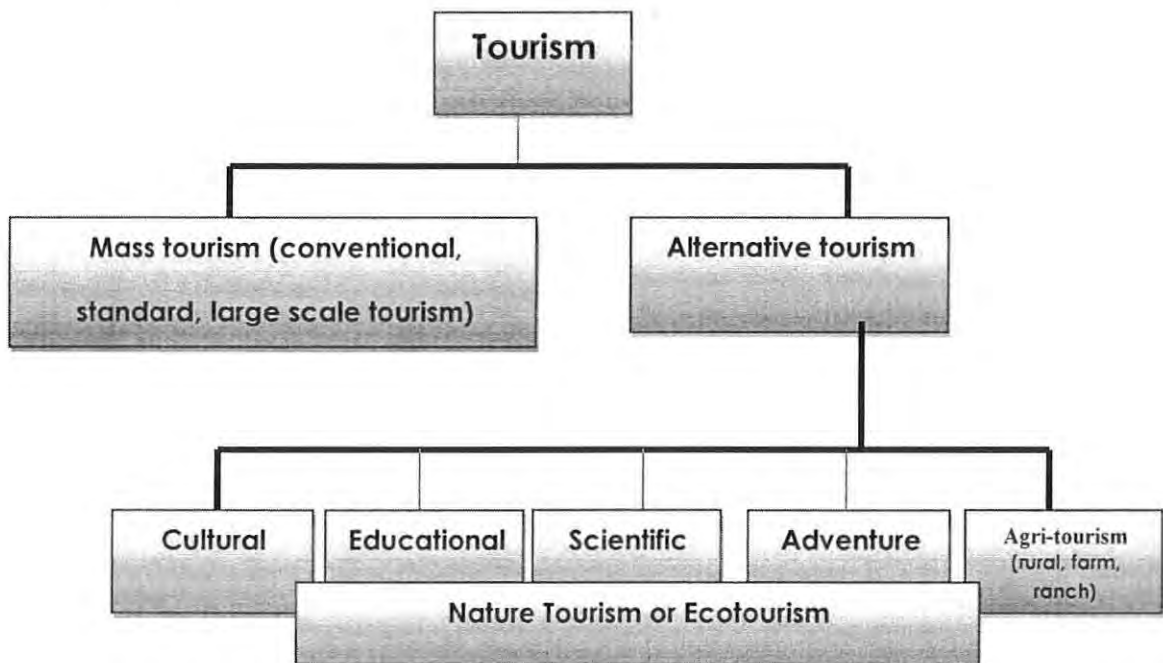 Tourism
Mass tourism (conventional,
standard, large scale tourism)
Alternative tourism
Cultural
Educational
Scientific
Adventure
Agri-tourism
(rural, farm,
ranch)
Nature Tourism or Ecotourism